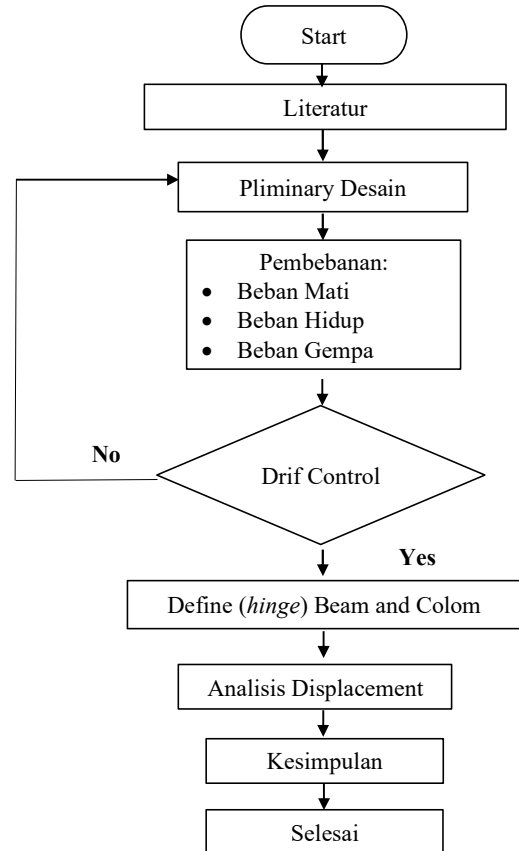 Start
Literatur
Pliminary Desain
Pembebanan:
• Beban Mati
• Beban Hidup
• Beban Gempa
No
Drif Control
Yes
Define (hinge) Beam and Colom
Analisis Displacement
Kesimpulan
Selesai